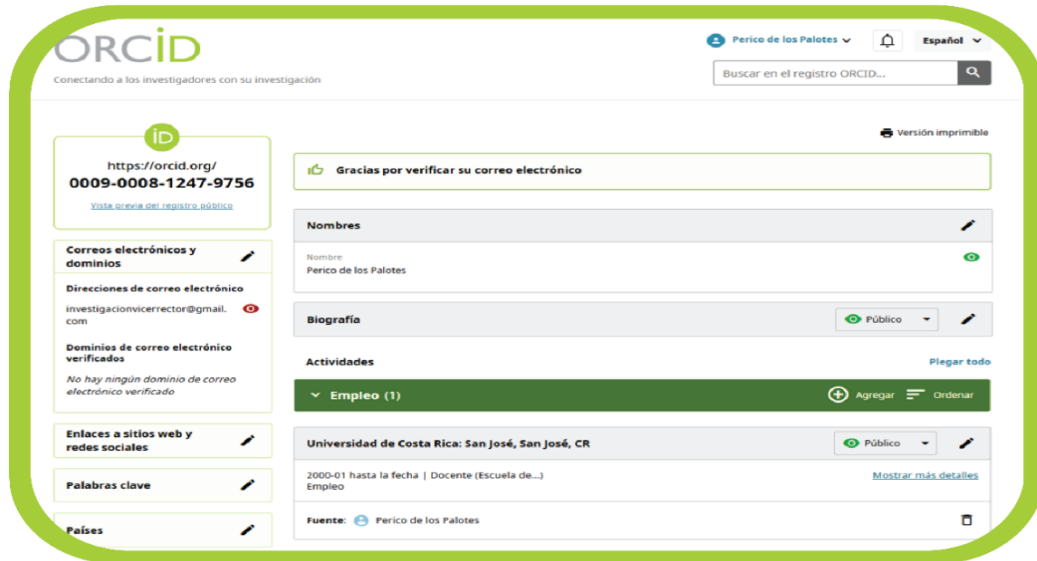 ORCiD
Conectando a los investigadores con su investigación
Perico de los Palotes
Español
Buscar en el registro ORCID...
Versión imprimible
iD
https://orcid.org/
0009-0008-1247-9756
Vista previa del registro público
Correos electrónicos y
dominios
Direcciones de correo electrónico
investigacionvicerrector@gmail.
com
Dominios de correo electrónico
verificados
No hay ningún dominio de correo
electrónico verificado
Enlaces a sitios web y
redes sociales
Palabras clave
Países
Gracias por verificar su correo electrónico
Nombres
Nombre
Perico de los Palotes
Biografía
Público
Actividades
Plegar todo
Empleo (1)
Agregar
Ordenar
Universidad de Costa Rica: San José, San José, CR
Público
2000-01 hasta la fecha | Docente (Escuela de...)
Mostrar más detalles
Empleo
Fuente: Perico de los Palotes